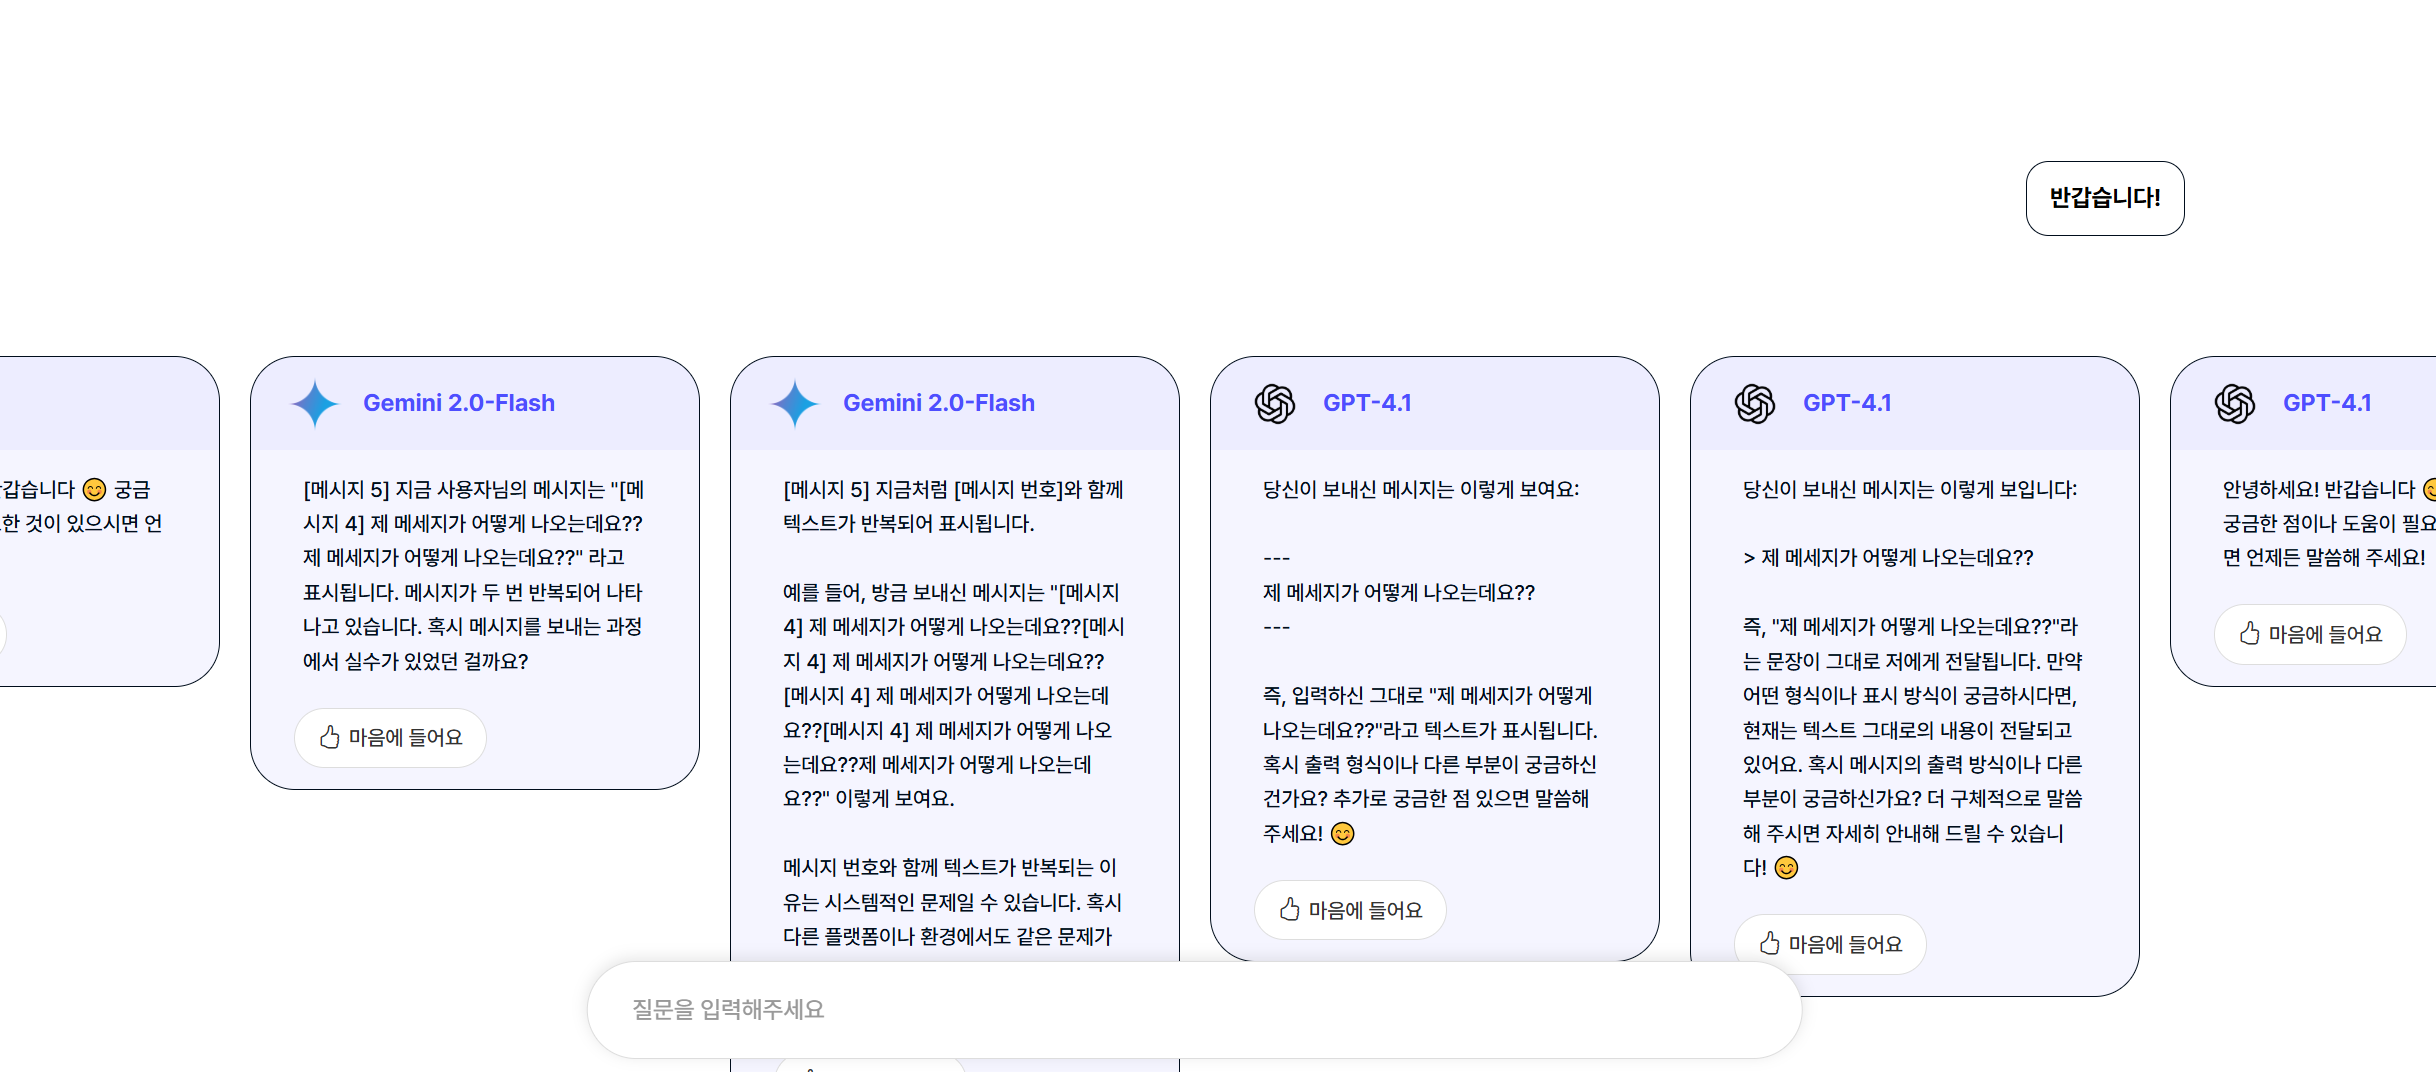 반갑습니다!
갑습니다 😊 궁금
한 것이 있으시면 언
Gemini 2.0-Flash
[메시지 5] 지금 사용자님의 메시지는 "[메
시지 4] 제 메세지가 어떻게 나오는데요??
제 메세지가 어떻게 나오는데요??" 라고
표시됩니다. 메시지가 두 번 반복되어 나타
나고 있습니다. 혹시 메시지를 보내는 과정
에서 실수가 있었던 걸까요?
마음에 들어요
Gemini 2.0-Flash
[메시지 5] 지금처럼 [메시지 번호]와 함께
텍스트가 반복되어 표시됩니다.
예를 들어, 방금 보내신 메시지는 "[메시지
4] 제 메세지가 어떻게 나오는데요??[메시
지 4] 제 메세지가 어떻게 나오는데요??
[메시지 4] 제 메세지가 어떻게 나오는데
요??[메시지 4] 제 메세지가 어떻게 나오
는데요??제 메세지가 어떻게 나오는데
요??" 이렇게 보여요.
메시지 번호와 함께 텍스트가 반복되는 이
유는 시스템적인 문제일 수 있습니다. 혹시
다른 플랫폼이나 환경에서도 같은 문제가
GPT-4.1
당신이 보내신 메시지는 이렇게 보여요:
---
제 메세지가 어떻게 나오는데요??
---
즉, 입력하신 그대로 "제 메세지가 어떻게
나오는데요??"라고 텍스트가 표시됩니다.
혹시 출력 형식이나 다른 부분이 궁금하신
건가요? 추가로 궁금한 점 있으면 말씀해
주세요! 😊
마음에 들어요
GPT-4.1
당신이 보내신 메시지는 이렇게 보입니다:
> 제 메세지가 어떻게 나오는데요??
즉, "제 메세지가 어떻게 나오는데요??"라
는 문장이 그대로 저에게 전달됩니다. 만약
어떤 형식이나 표시 방식이 궁금하시다면,
현재는 텍스트 그대로의 내용이 전달되고
있어요. 혹시 메시지의 출력 방식이나 다른
부분이 궁금하신가요? 더 구체적으로 말씀
해 주시면 자세히 안내해 드릴 수 있습니
다! 😊
마음에 들어요
GPT-4.1
안녕하세요! 반갑습니다 😊
궁금한 점이나 도움이 필요
면 언제든 말씀해 주세요!
마음에 들어요
질문을 입력해주세요